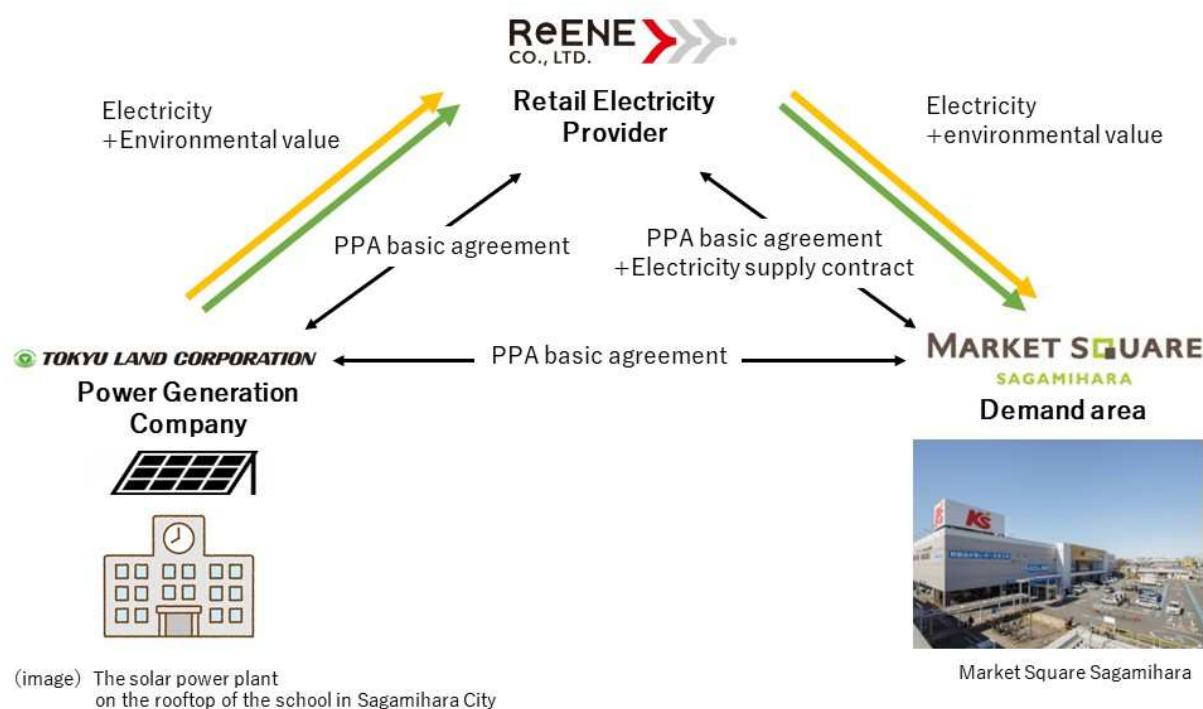 ReENE
CO., LTD.
Retail Electricity
Provider
Electricity
+Environmental value
Electricity
+environmental value
PPA basic agreement
PPA basic agreement
+Electricity supply contract
TOKYU LAND CORPORATION
PPA basic agreement
MARKET SQUARE
SAGAMIHARA
Power Generation
Company
Demand area
K's
(image) The solar power plant
on the rooftop of the school in Sagamihara City
Market Square Sagamihara